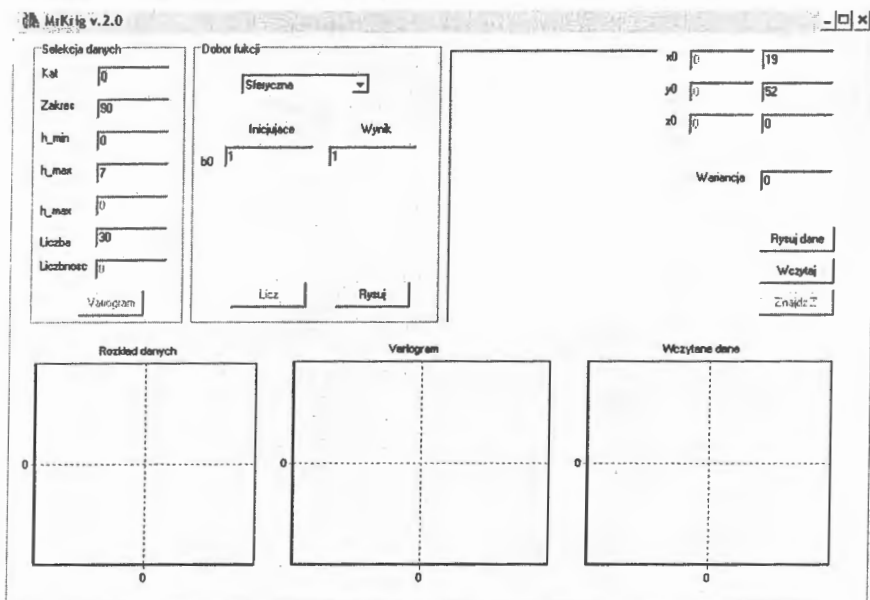 MrKrig v.2.0
Selekcja danych
Kat 0
Zakres 90
h_min 0
h_max 7
h_max 0
Liczba 30
Liczbnosc 0
Variogram
Dobor fukcji
Sferyczne
Inicjujace Wynik
b0 1 1
Licz Rysuj
x0 0 19
y0 0 52
z0 0 0
Wariancja 0
Rysuj dane
Wczytaj
Znajdz Z
Rozklad danych
0
0
Variogram
0
0
Wczytane dane
0
0